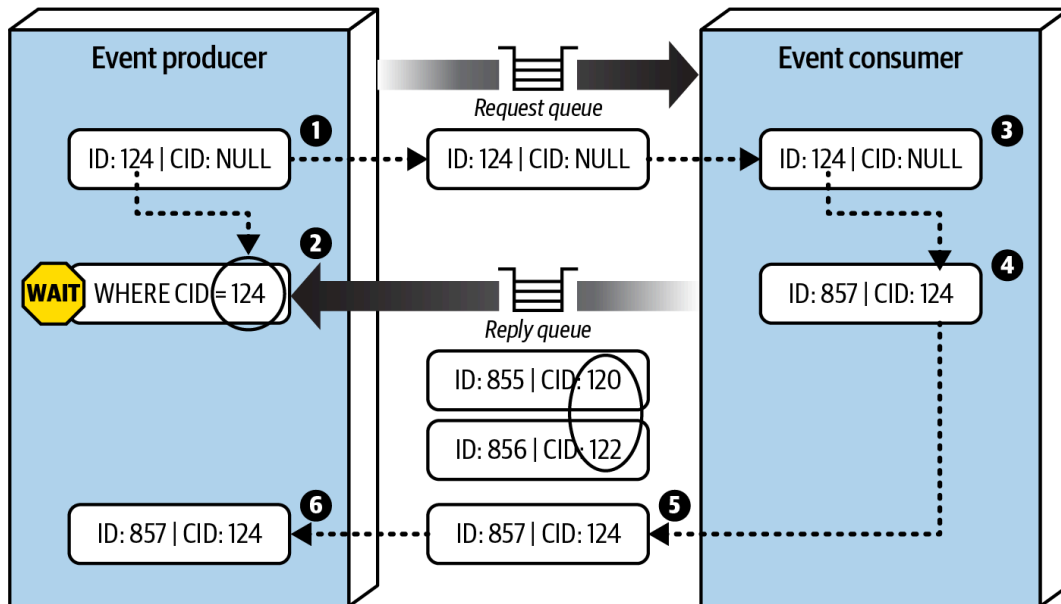 Event producer
Request queue
Event consumer
1
ID: 124 | CID: NULL
ID: 124 | CID: NULL
3
ID: 124 | CID: NULL
2
WAIT
WHERE CID = 124
Reply queue
4
ID: 857 | CID: 124
ID: 855 | CID: 120
ID: 856 | CID: 122
6
ID: 857 | CID: 124
5
ID: 857 | CID: 124